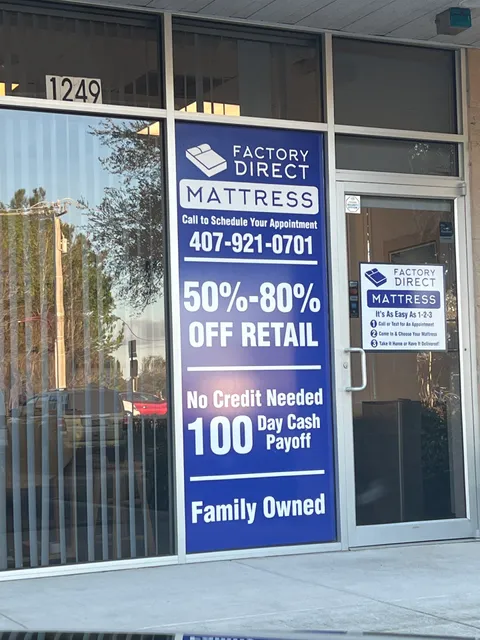 1249
FACTORY
DIRECT
MATTRESS
Call to Schedule Your Appointment
407-921-0701
50%-80%
OFF RETAIL
No Credit Needed
100 Day Cash
Payoff
Family Owned
FACTORY
DIRECT
MATTRESS
It's As Easy As 1-2-3
1 Call or Text for An Appointment
2 Come in & Choose Your Mattress
3 Take it Home or Have it Delivered!